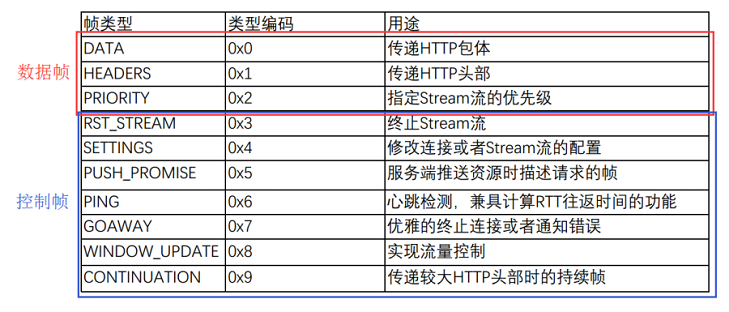 帧类型 类型编码 用途
DATA 0x0 传递HTTP包体
数据帧 HEADERS 0x1 传递HTTP头部
PRIORITY 0x2 指定Stream流的优先级
RST_STREAM 0x3 终止Stream流
SETTINGS 0x4 修改连接或者Stream流的配置
PUSH_PROMISE 0x5 服务端推送资源时描述请求的帧
控制帧 PING 0x6 心跳检测，兼具计算RTT往返时间的功能
GOAWAY 0x7 优雅的终止连接或者通知错误
WINDOW_UPDATE 0x8 实现流量控制
CONTINUATION 0x9 传递较大HTTP头部时的持续帧